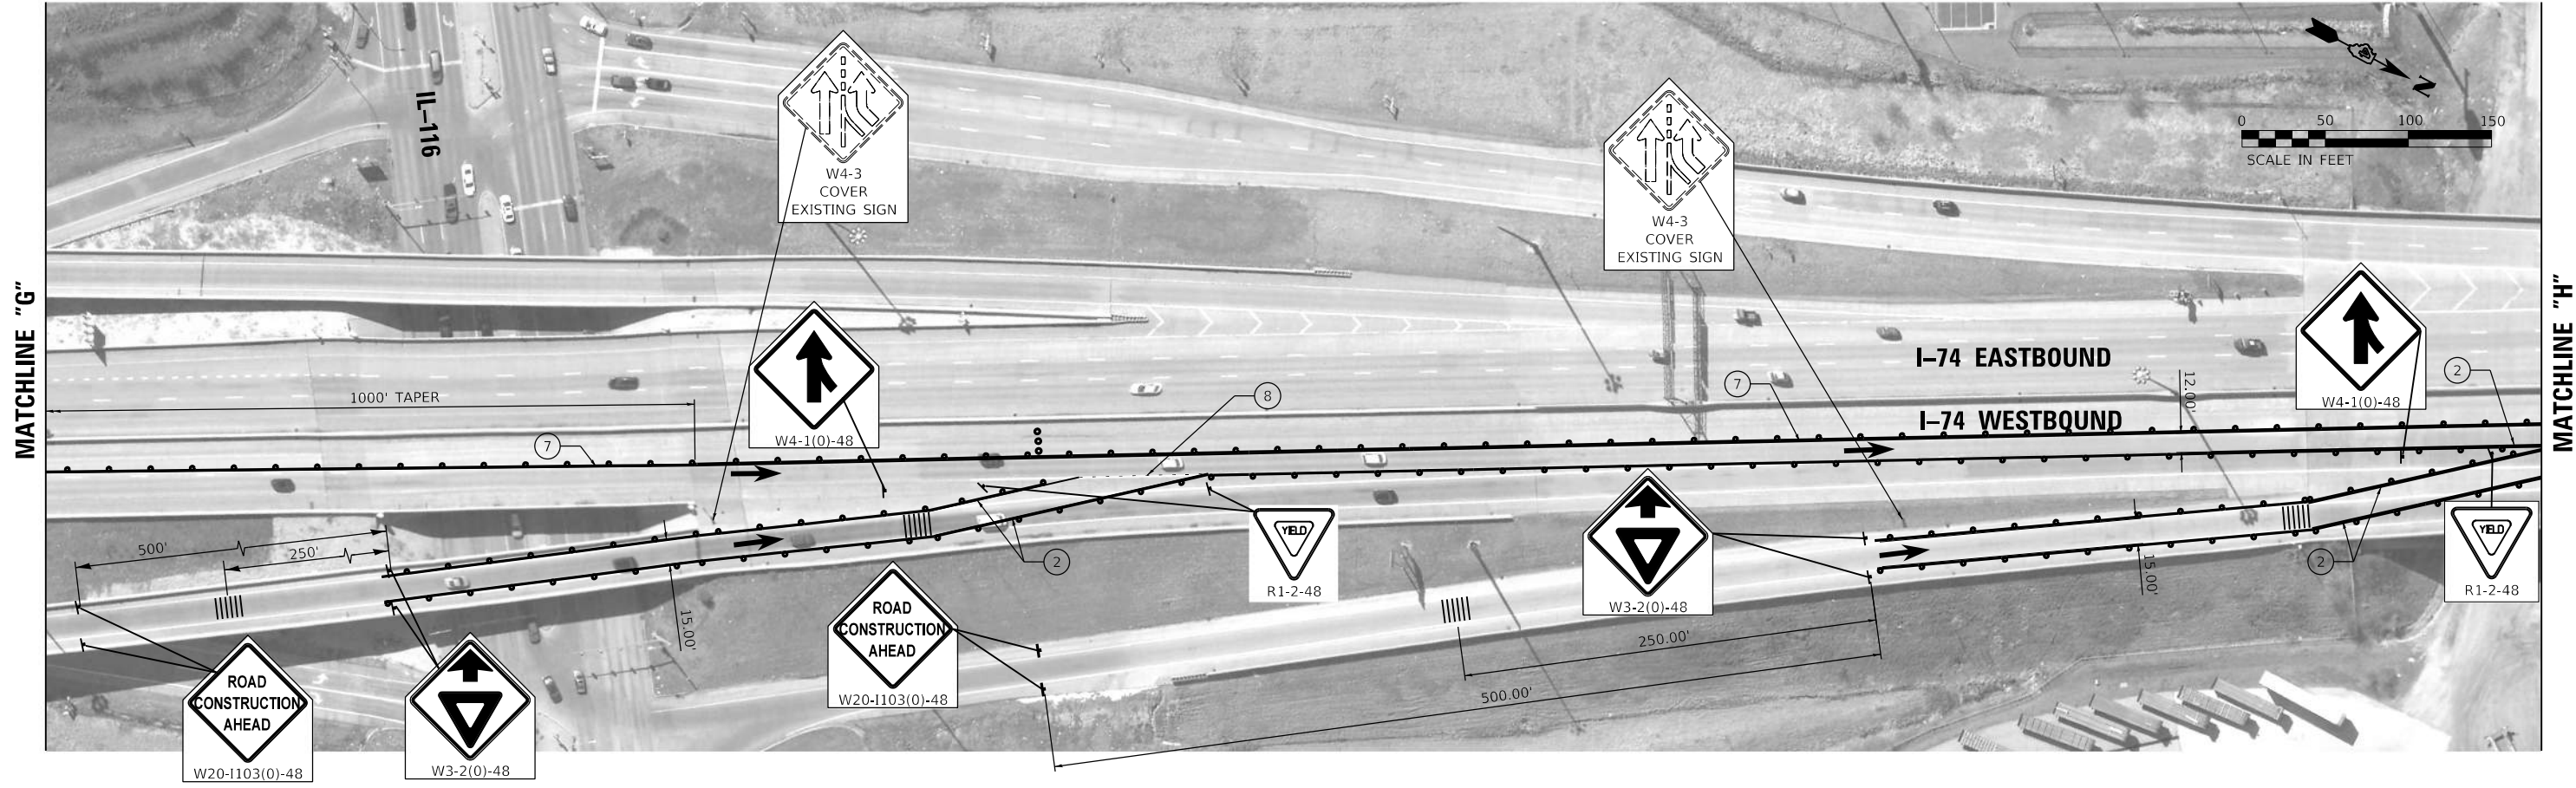 MATCHLINE "G"
IL-116
W4-3
COVER
EXISTING SIGN
W4-3
COVER
EXISTING SIGN
N
0 50 100 150
SCALE IN FEET
MATCHLINE "H"
I-74 EASTBOUND
I-74 WESTBOUND
1000' TAPER
7
W4-1(0)-48
8
7
12.00'
W4-1(0)-48
2
500'
250'
15.00'
2
YIELD
R1-2-48
W3-2(0)-48
15.00'
2
YIELD
R1-2-48
ROAD
CONSTRUCTION
AHEAD
W20-I103(0)-48
W3-2(0)-48
ROAD
CONSTRUCTION
AHEAD
W20-I103(0)-48
250.00'
500.00'